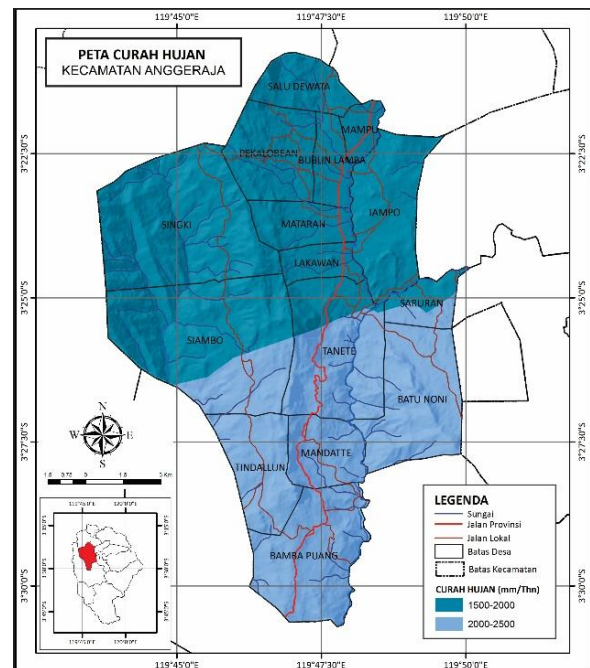 119°45'0"E
119°47'30"E
119°50'0"E
PETA CURAH HUJAN
KECAMATAN ANGGERAJA
SALU DEWATA
MAMPU
3°22'30"S
3°22'30"S
PEKALOBEAN
BUBUN LAMBA
SINGKI
MATARAN
TAMPO
LAKAWAN
3°25'0"S
3°25'0"S
SARURAN
SIAMBO
TANETE
BATU NONI
N
W
E
S
3°27'30"S
3°27'30"S
TINDALLUN
MANDATTE
BAMBA PUANG
3°30'0"S
3°30'0"S
LEGENDA
Sungai
Jalan Provinsi
Jalan Lokal
Batas Desa
Batas Kecamatan
CURAH HUJAN (mm/Thn)
1500-2000
2000-2500
119°45'0"E
119°47'30"E
119°50'0"E